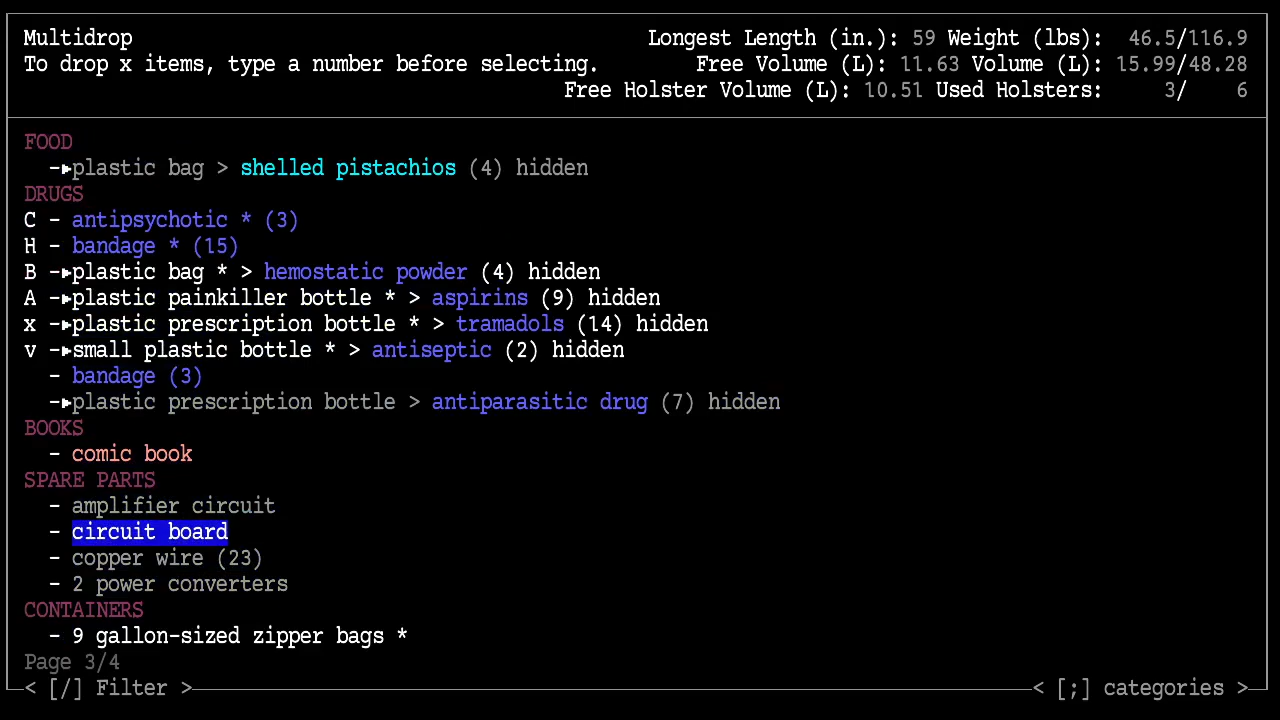 Multidrop Longest Length (in.): 59 Weight (lbs): 46.5/116.9
To drop x items, type a number before selecting. Free Volume (L): 11.63 Volume (L): 15.99/48.28
Free Holster Volume (L): 10.51 Used Holsters: 3/ 6
FOOD
-▸plastic bag > shelled pistachios (4) hidden
DRUGS
C - antipsychotic * (3)
H - bandage * (15)
B -▸plastic bag * > hemostatic powder (4) hidden
A -▸plastic painkiller bottle * > aspirins (9) hidden
x -▸plastic prescription bottle * > tramadols (14) hidden
v -▸small plastic bottle * > antiseptic (2) hidden
- bandage (3)
-▸plastic prescription bottle > antiparasitic drug (7) hidden
BOOKS
- comic book
SPARE PARTS
- amplifier circuit
- circuit board
- copper wire (23)
- 2 power converters
CONTAINERS
- 9 gallon-sized zipper bags *
Page 3/4
< [/] Filter > < [;] categories >